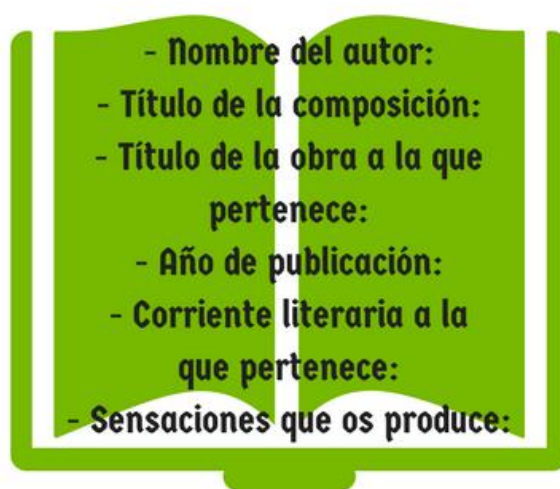 - Nombre del autor:
- Título de la composición:
- Título de la obra a la que
pertenece:
- Año de publicación:
- Corriente literaria a la
que pertenece:
- Sensaciones que os produce: